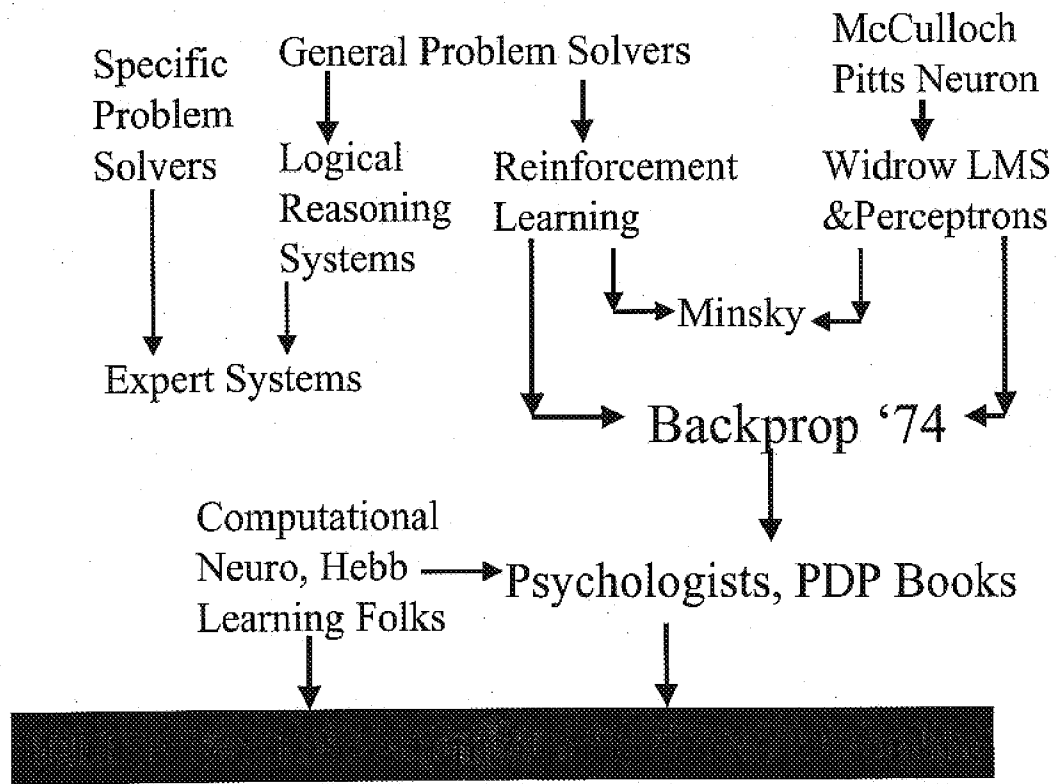 Specific
Problem
Solvers
General Problem Solvers
McCulloch
Pitts Neuron
Logical
Reasoning
Systems
Reinforcement
Learning
Widrow LMS
&Perceptrons
Minsky
Expert Systems
Backprop ‘74
Computational
Neuro, Hebb
Learning Folks
Psychologists, PDP Books